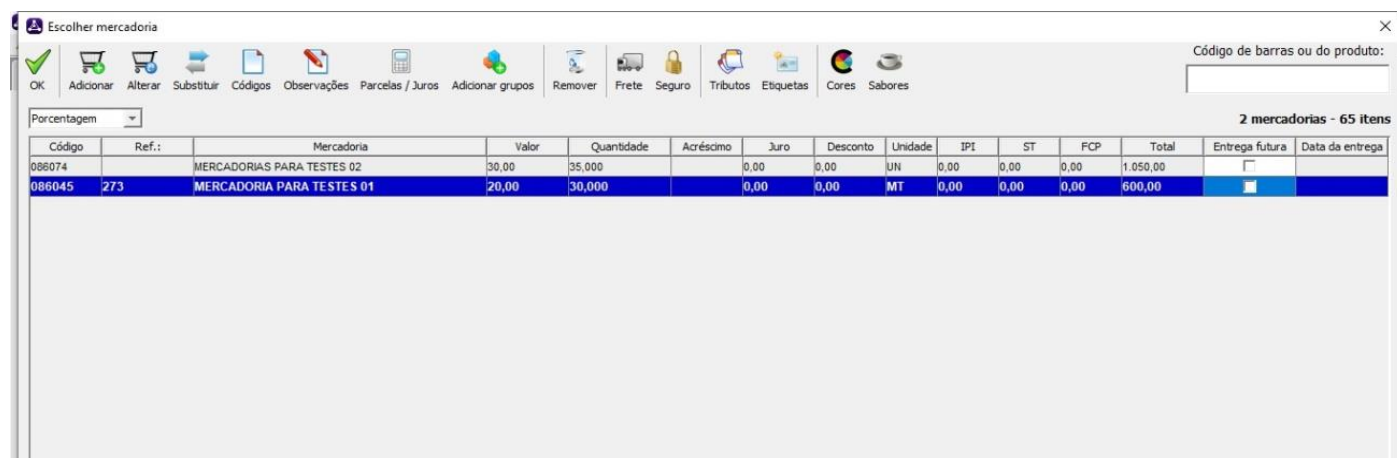 Escolher mercadoria
Código de barras ou do produto:
OK Adicionar Alterar Substituir Códigos Observações Parcelas / Juros Adicionar grupos Remover Frete Seguro Tributos Etiquetas Cores Sabores
Porcentagem 2 mercadorias - 65 itens
Código Ref.: Mercadoria Valor Quantidade Acréscimo Juro Desconto Unidade IPI ST FCP Total Entrega futura Data da entrega
086074 MERCADORIAS PARA TESTES 02 30,00 35,000 0,00 0,00 UN 0,00 0,00 0,00 1.050,00
086045 273 MERCADORIA PARA TESTES 01 20,00 30,000 0,00 0,00 MT 0,00 0,00 0,00 600,00